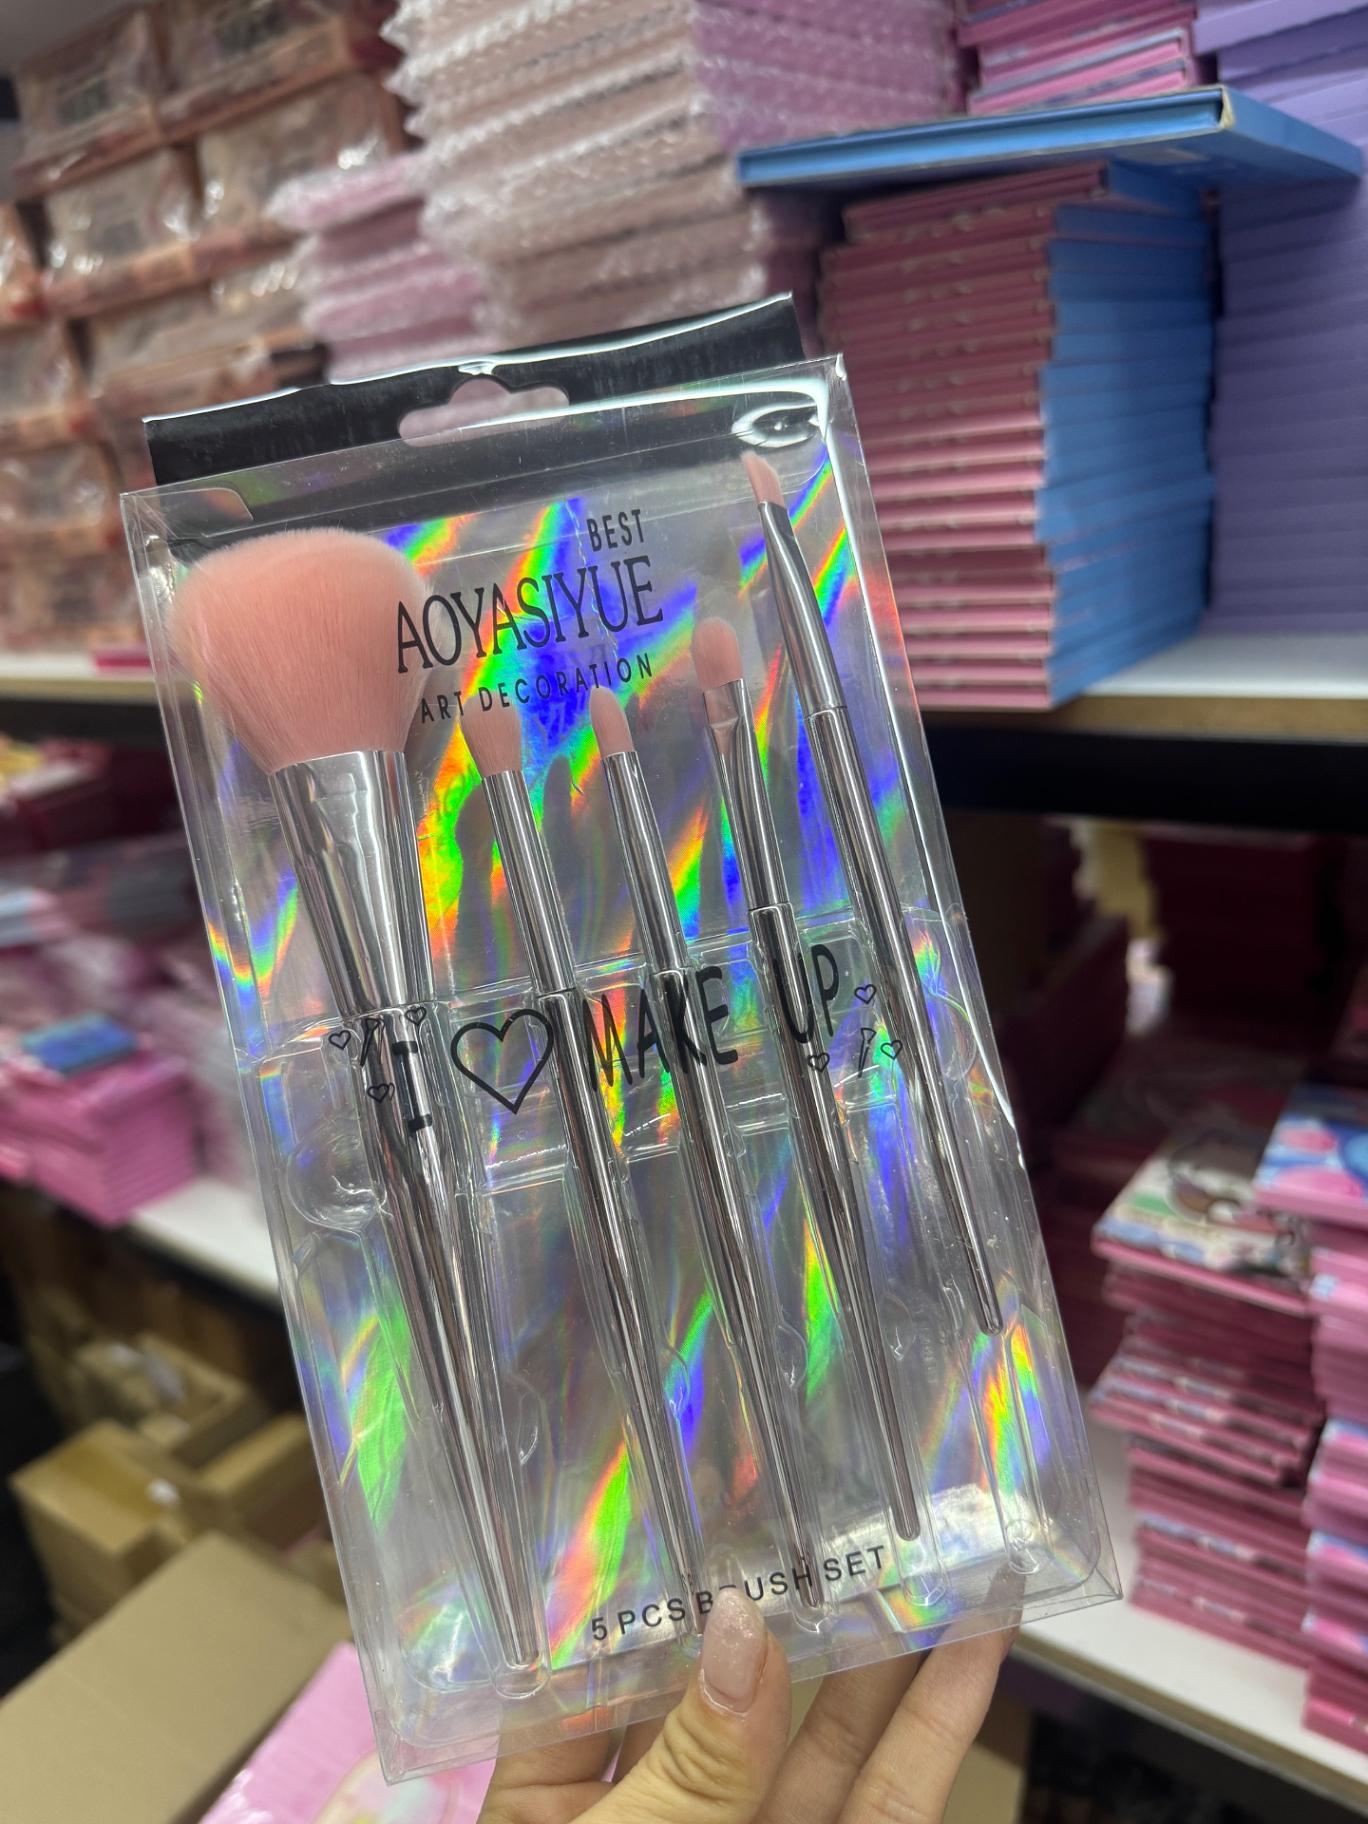 BEST
AOYASIYUE
ART DECORATION
I MAKE UP
5 PCS BRUSH SET